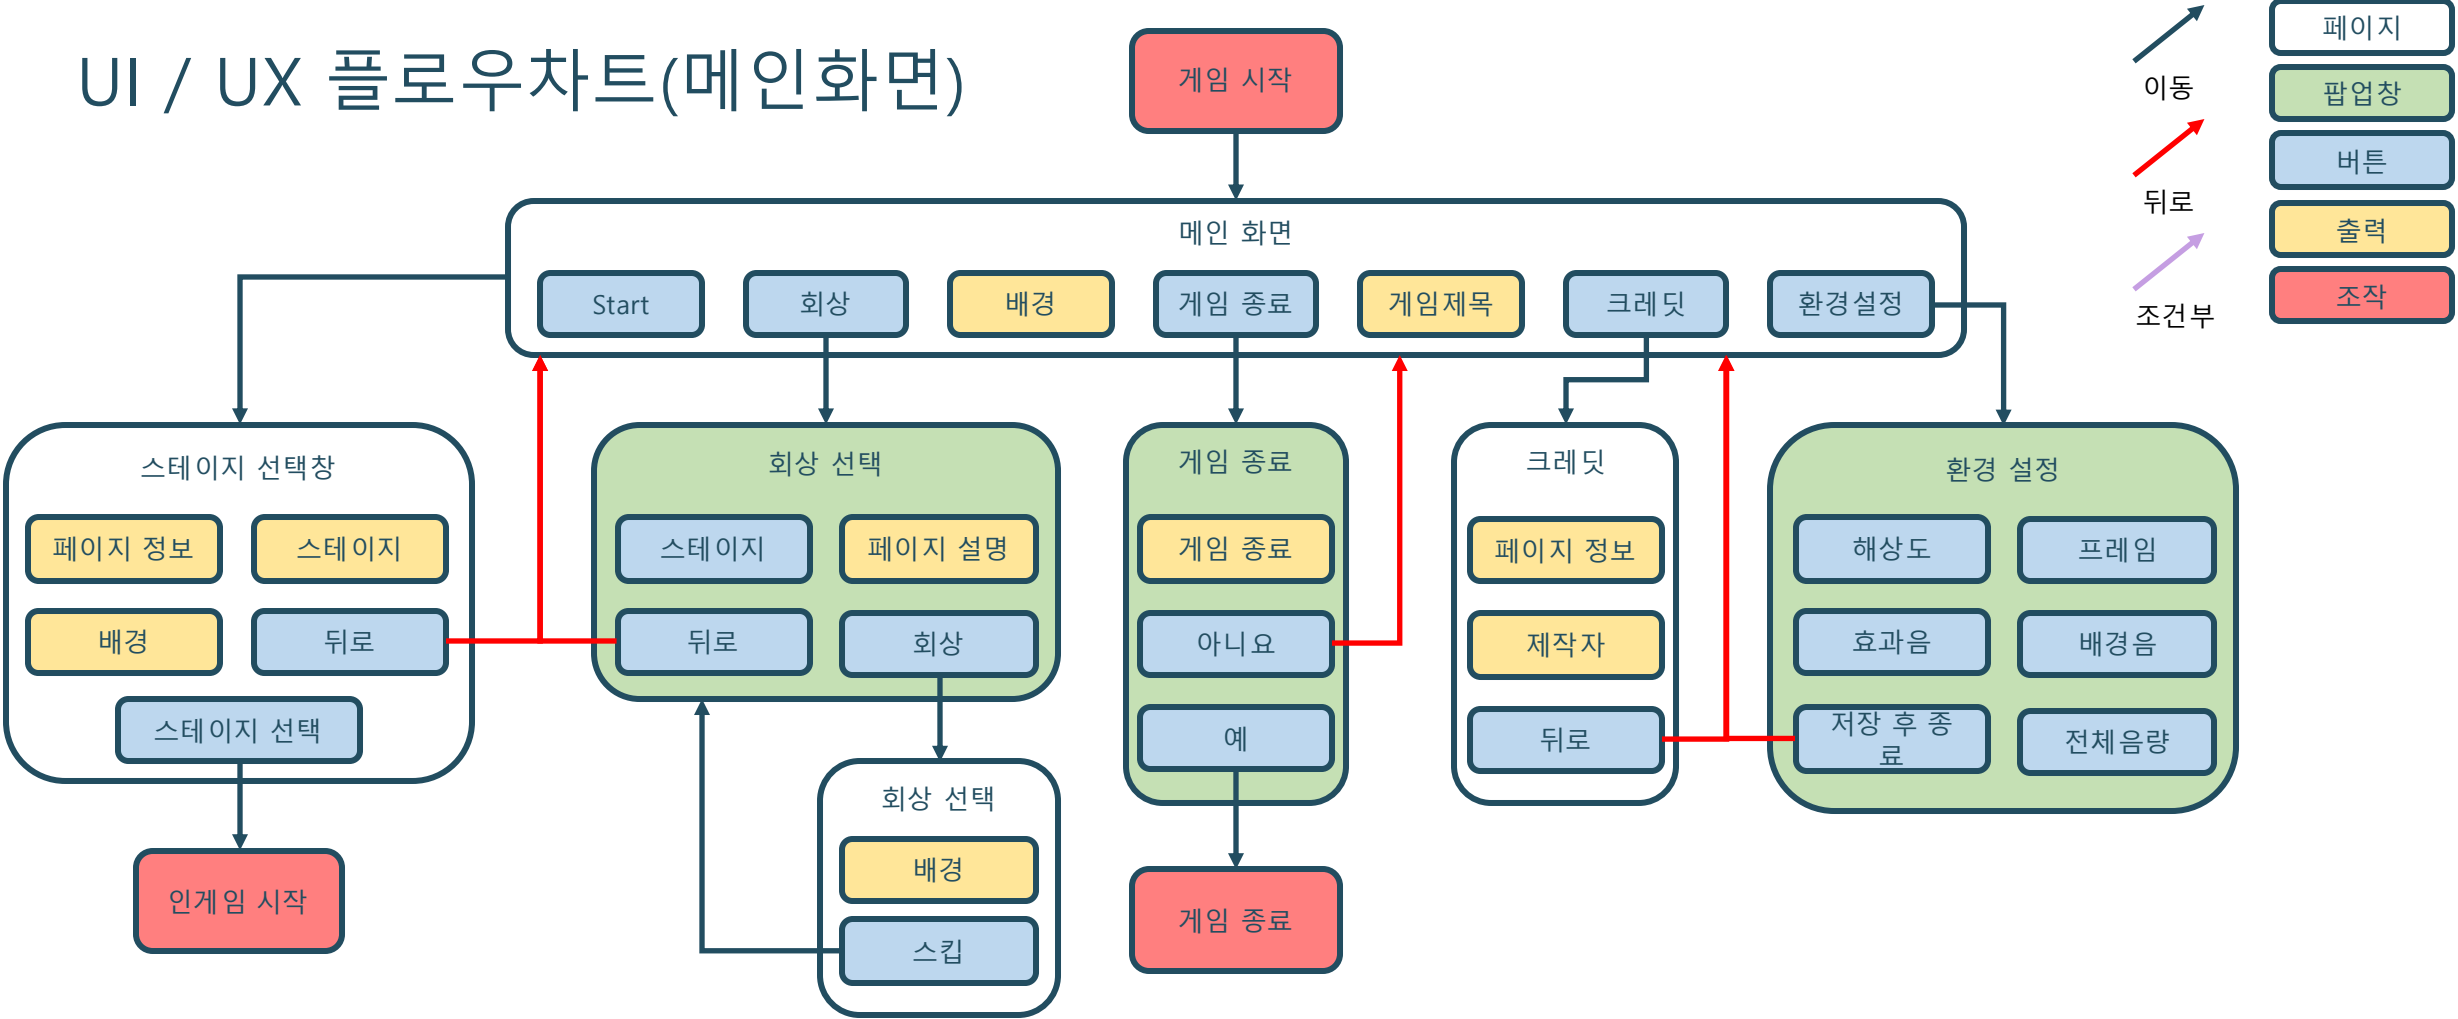 UI / UX 플로우차트(메인화면)
게임 시작
이동
뒤로
조건부
페이지
팝업창
버튼
출력
조작
메인 화면
Start
회상
배경
게임 종료
게임제목
크레딧
환경설정
스테이지 선택창
페이지 정보
스테이지
배경
뒤로
스테이지 선택
인게임 시작
회상 선택
스테이지
페이지 설명
뒤로
회상
회상 선택
배경
스킵
게임 종료
게임 종료
아니요
예
게임 종료
크레딧
페이지 정보
제작자
뒤로
환경 설정
해상도
프레임
효과음
배경음
저장 후 종
료
전체음량